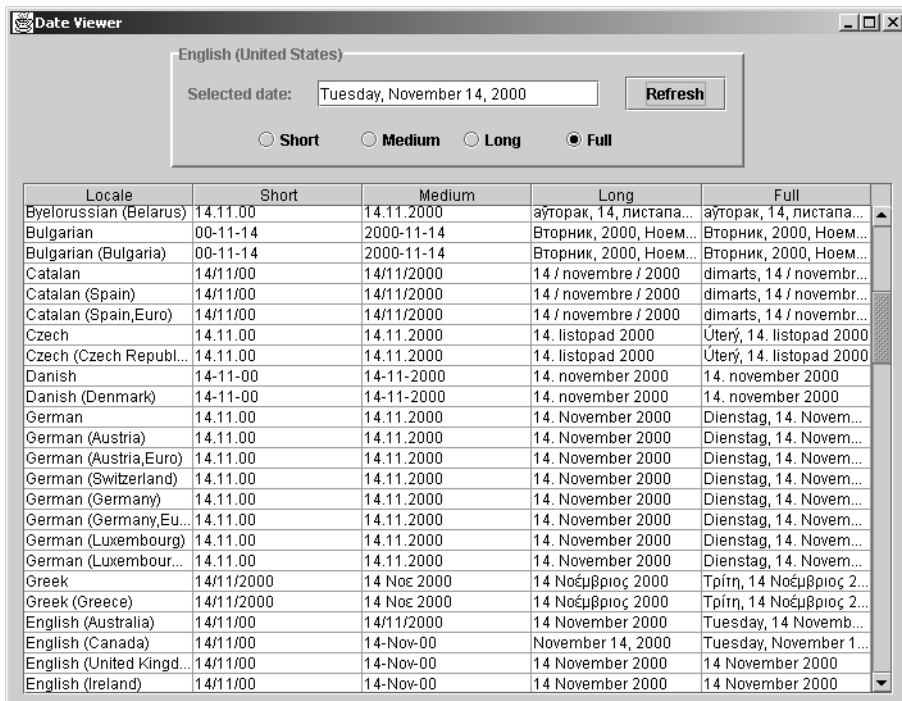 Date Viewer
English (United States)
Selected date: Tuesday, November 14, 2000 Refresh
Short Medium Long Full
Locale Short Medium Long Full
Byelorussian (Belarus) 14.11.00 14.11.2000 аўторак, 14, листапа... аўторак, 14, листапа...
Bulgarian 00-11-14 2000-11-14 Вторник, 2000, Ноем... Вторник, 2000, Ноем...
Bulgarian (Bulgaria) 00-11-14 2000-11-14 Вторник, 2000, Ноем... Вторник, 2000, Ноем...
Catalan 14/11/00 14/11/2000 14 / novembre / 2000 dimarts, 14 / novembr...
Catalan (Spain) 14/11/00 14/11/2000 14 / novembre / 2000 dimarts, 14 / novembr...
Catalan (Spain,Euro) 14/11/00 14/11/2000 14 / novembre / 2000 dimarts, 14 / novembr...
Czech 14.11.00 14.11.2000 14. listopad 2000 Úterý, 14. listopad 2000
Czech (Czech Republ... 14.11.00 14.11.2000 14. listopad 2000 Úterý, 14. listopad 2000
Danish 14-11-00 14-11-2000 14. november 2000 14. november 2000
Danish (Denmark) 14-11-00 14-11-2000 14. november 2000 14. november 2000
German 14.11.00 14.11.2000 14. November 2000 Dienstag, 14. Novem...
German (Austria) 14.11.00 14.11.2000 14. November 2000 Dienstag, 14. Novem...
German (Austria,Euro) 14.11.00 14.11.2000 14. November 2000 Dienstag, 14. Novem...
German (Switzerland) 14.11.00 14.11.2000 14. November 2000 Dienstag, 14. Novem...
German (Germany) 14.11.00 14.11.2000 14. November 2000 Dienstag, 14. Novem...
German (Germany,Eu... 14.11.00 14.11.2000 14. November 2000 Dienstag, 14. Novem...
German (Luxembourg) 14.11.00 14.11.2000 14. November 2000 Dienstag, 14. Novem...
German (Luxembour... 14.11.00 14.11.2000 14. November 2000 Dienstag, 14. Novem...
Greek 14/11/2000 14 Νοε 2000 14 Νοέμβριος 2000 Τρίτη, 14 Νοέμβριος 2...
Greek (Greece) 14/11/2000 14 Νοε 2000 14 Νοέμβριος 2000 Τρίτη, 14 Νοέμβριος 2...
English (Australia) 14/11/00 14/11/2000 14 November 2000 Tuesday, 14 Novemb...
English (Canada) 14/11/00 14-Nov-00 November 14, 2000 Tuesday, November 1...
English (United Kingd... 14/11/00 14-Nov-00 14 November 2000 14 November 2000
English (Ireland) 14/11/00 14-Nov-00 14 November 2000 14 November 2000